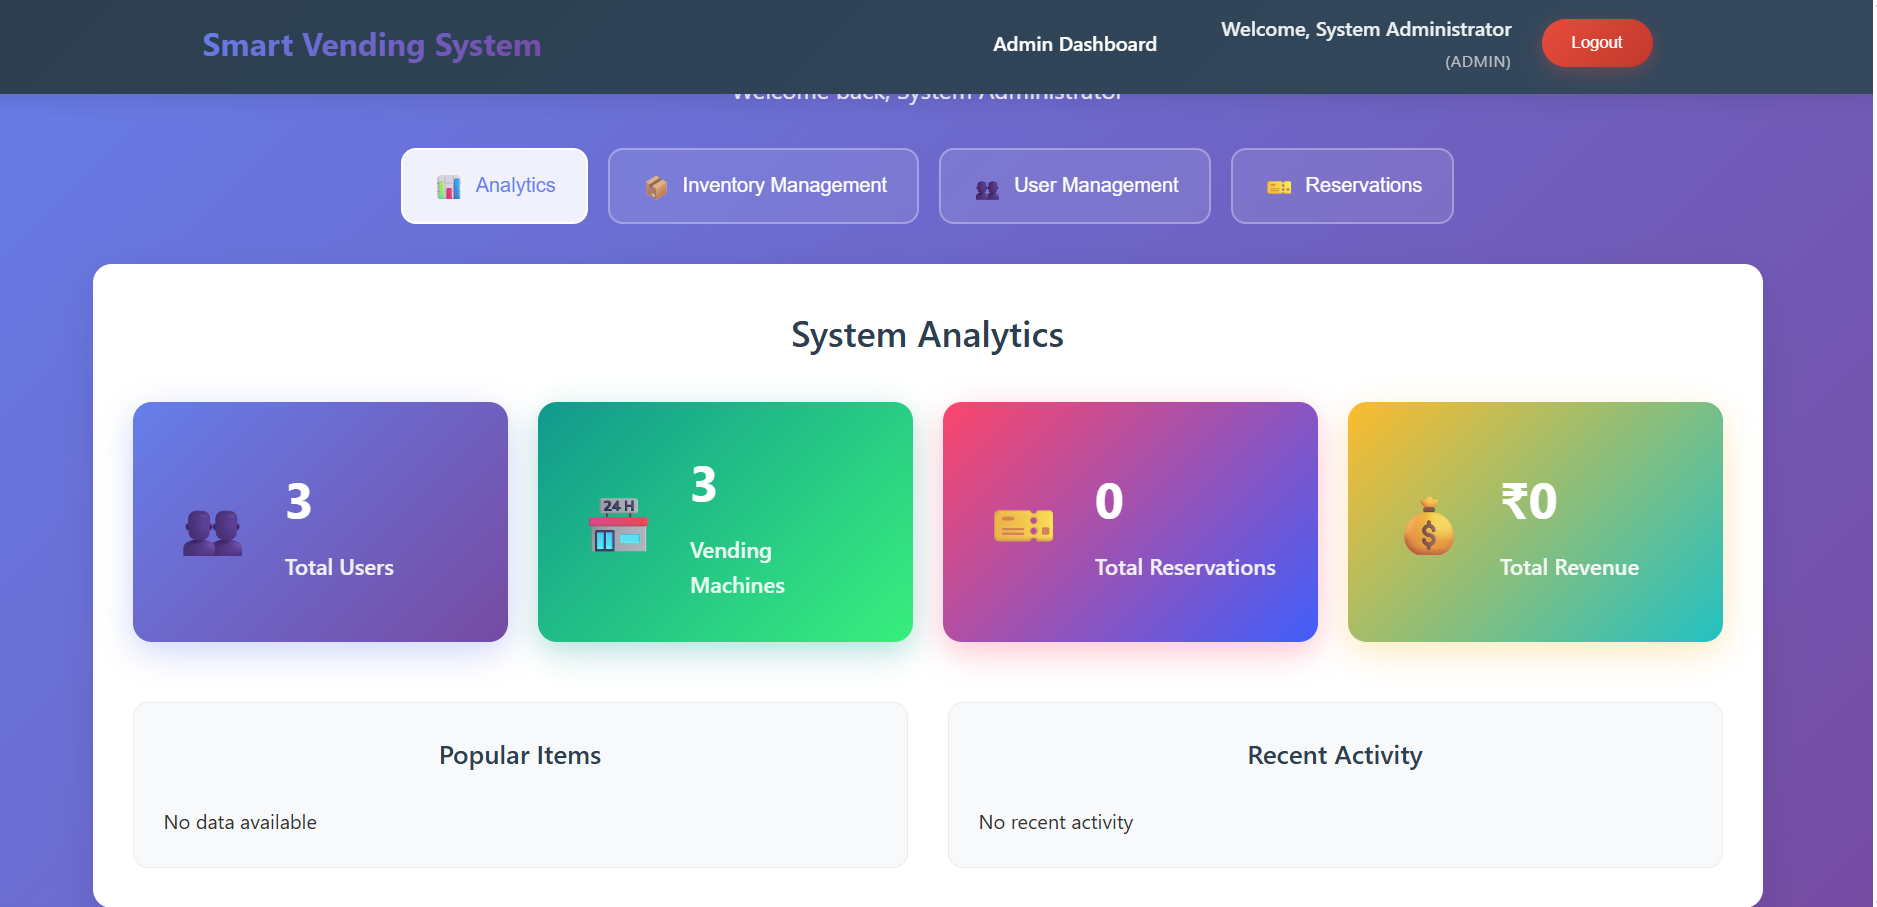 Smart Vending System
Admin Dashboard
Welcome, System Administrator
(ADMIN)
Logout
Welcome back, System Administrator
Analytics
Inventory Management
User Management
Reservations
System Analytics
3
Total Users
24 H
3
Vending
Machines
0
Total Reservations
$
₹0
Total Revenue
Popular Items
No data available
Recent Activity
No recent activity